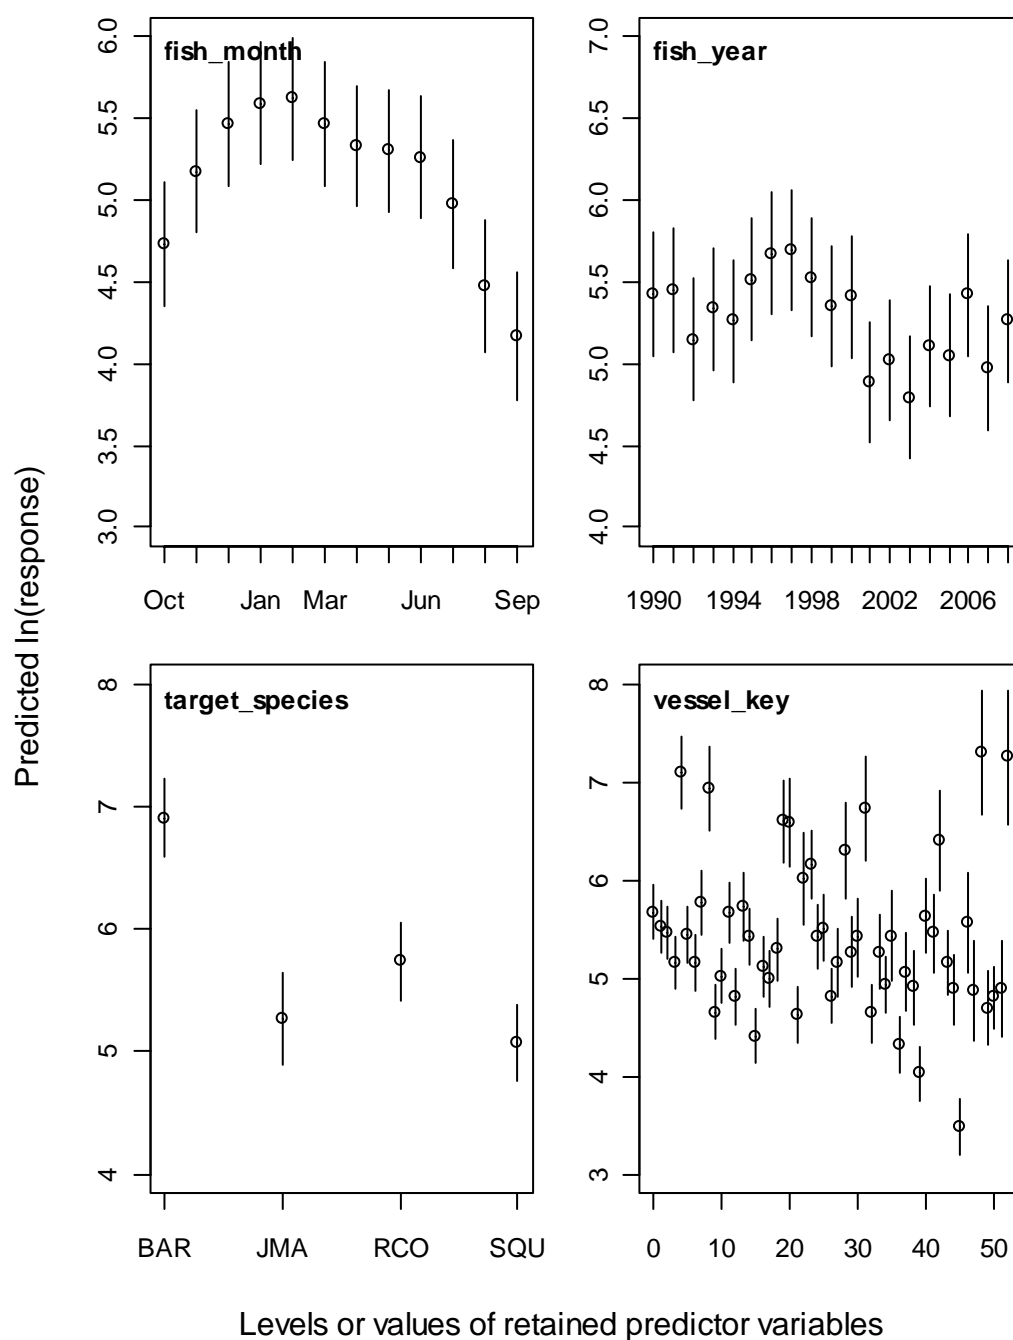 fish_month
6.0
5.5
5.0
4.5
4.0
3.5
3.0
Oct Jan Mar Jun Sep
fish_year
7.0
6.5
6.0
5.5
5.0
4.5
4.0
1990 1994 1998 2002 2006
target_species
8
7
6
5
4
BAR JMA RCO SQU
vessel_key
8
7
6
5
4
3
0 10 20 30 40 50
Predicted ln(response)
Levels or values of retained predictor variables